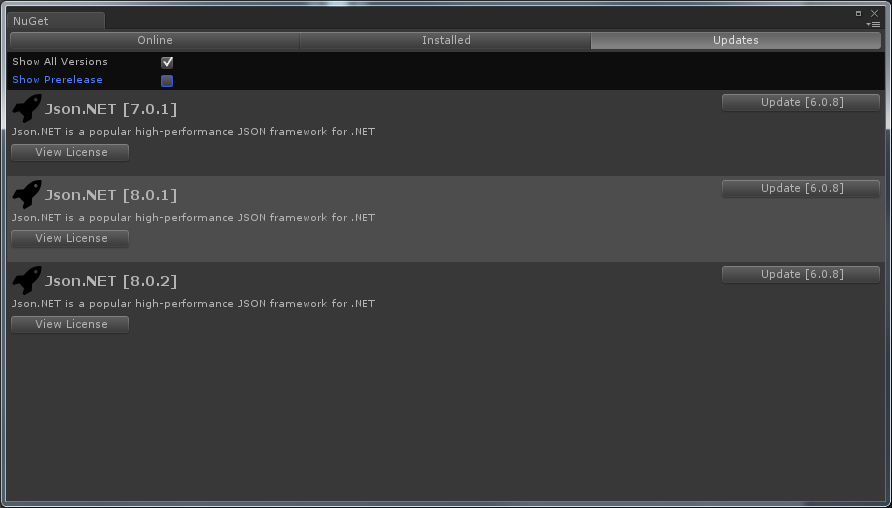 NuGet
Online Installed Updates
Show All Versions
Show Prerelease
Json.NET [7.0.1] Update [6.0.8]
Json.NET is a popular high-performance JSON framework for .NET
View License
Json.NET [8.0.1] Update [6.0.8]
Json.NET is a popular high-performance JSON framework for .NET
View License
Json.NET [8.0.2] Update [6.0.8]
Json.NET is a popular high-performance JSON framework for .NET
View License